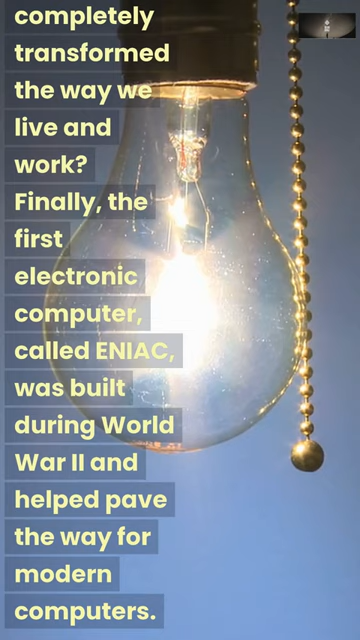 completely
transformed
the way we
live and
work?
Finally, the
first
electronic
computer,
called ENIAC,
was built
during World
War II and
helped pave
the way for
modern
computers.